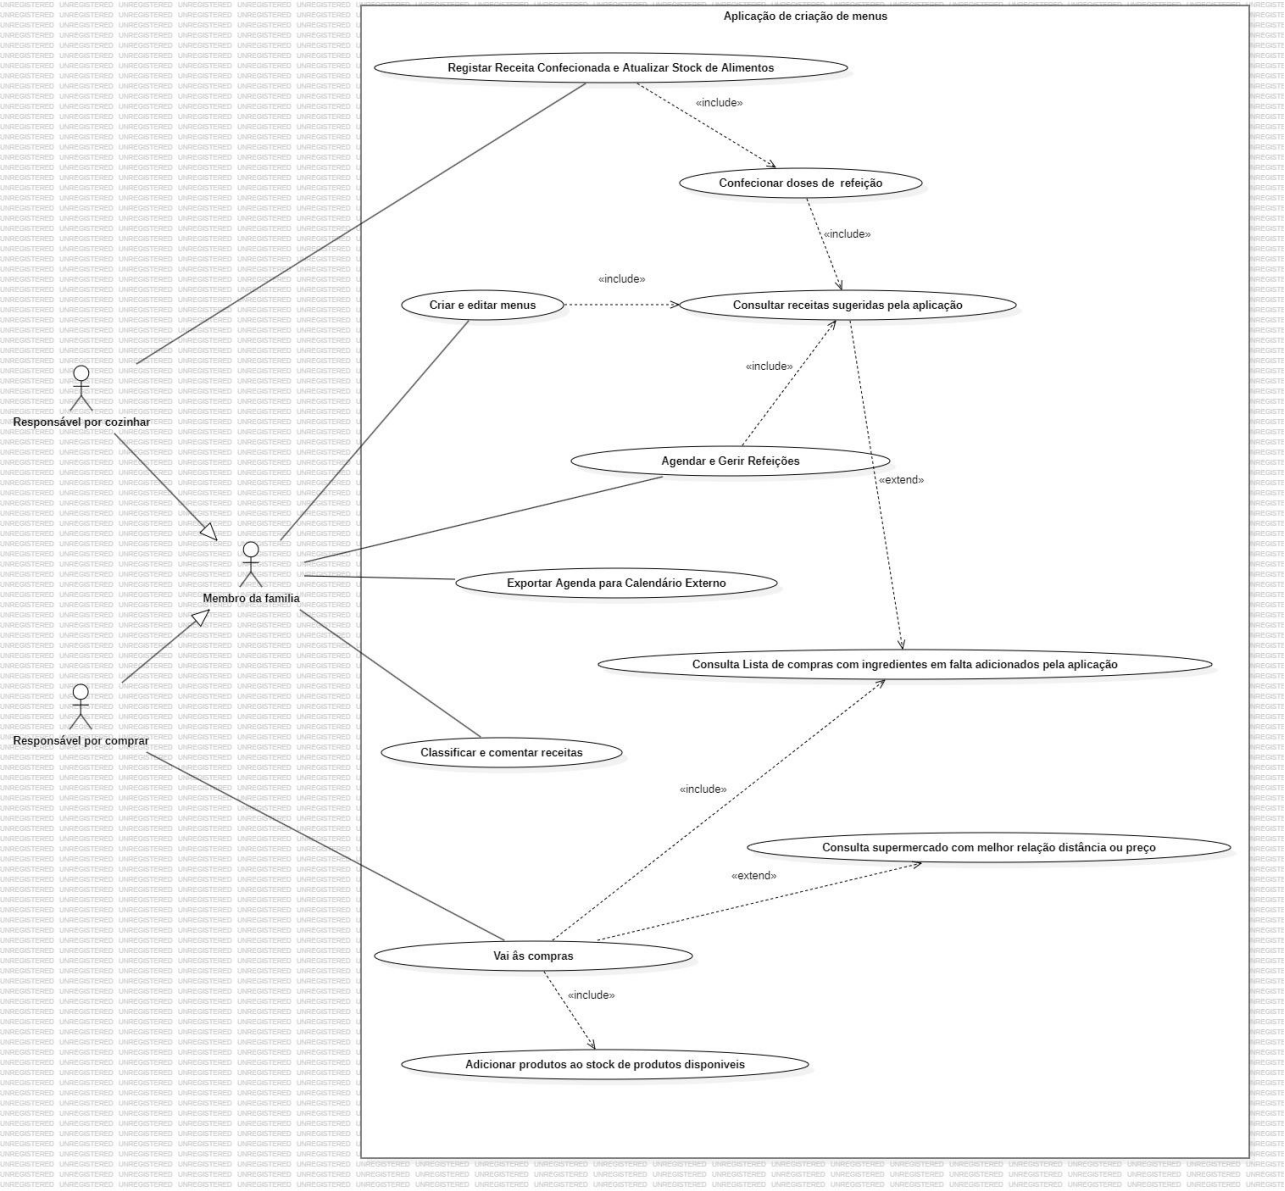 Aplicação de criação de menus
Registar Receita Confecionada e Atualizar Stock de Alimentos
«include»
Confecionar doses de refeição
«include»
«include»
Criar e editar menus
Consultar receitas sugeridas pela aplicação
«include»
Responsável por cozinhar
Agendar e Gerir Refeições
«extend»
Exportar Agenda para Calendário Externo
Membro da familia
Consulta Lista de compras com ingredientes em falta adicionados pela aplicação
Responsável por comprar
Classificar e comentar receitas
«include»
Consulta supermercado com melhor relação distância ou preço
«extend»
Vai âs compras
«include»
Adicionar produtos ao stock de produtos disponiveis
UNREGISTERED